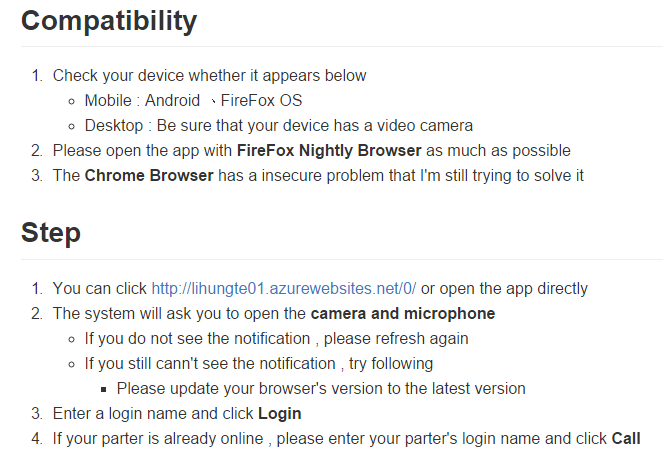 Compatibility
1. Check your device whether it appears below
Mobile : Android 、FireFox OS
Desktop : Be sure that your device has a video camera
2. Please open the app with FireFox Nightly Browser as much as possible
3. The Chrome Browser has a insecure problem that I'm still trying to solve it
Step
1. You can click http://lihungte01.azurewebsites.net/0/ or open the app directly
2. The system will ask you to open the camera and microphone
If you do not see the notification , please refresh again
If you still cann't see the notification , try following
Please update your browser's version to the latest version
3. Enter a login name and click Login
4. If your parter is already online , please enter your parter's login name and click Call